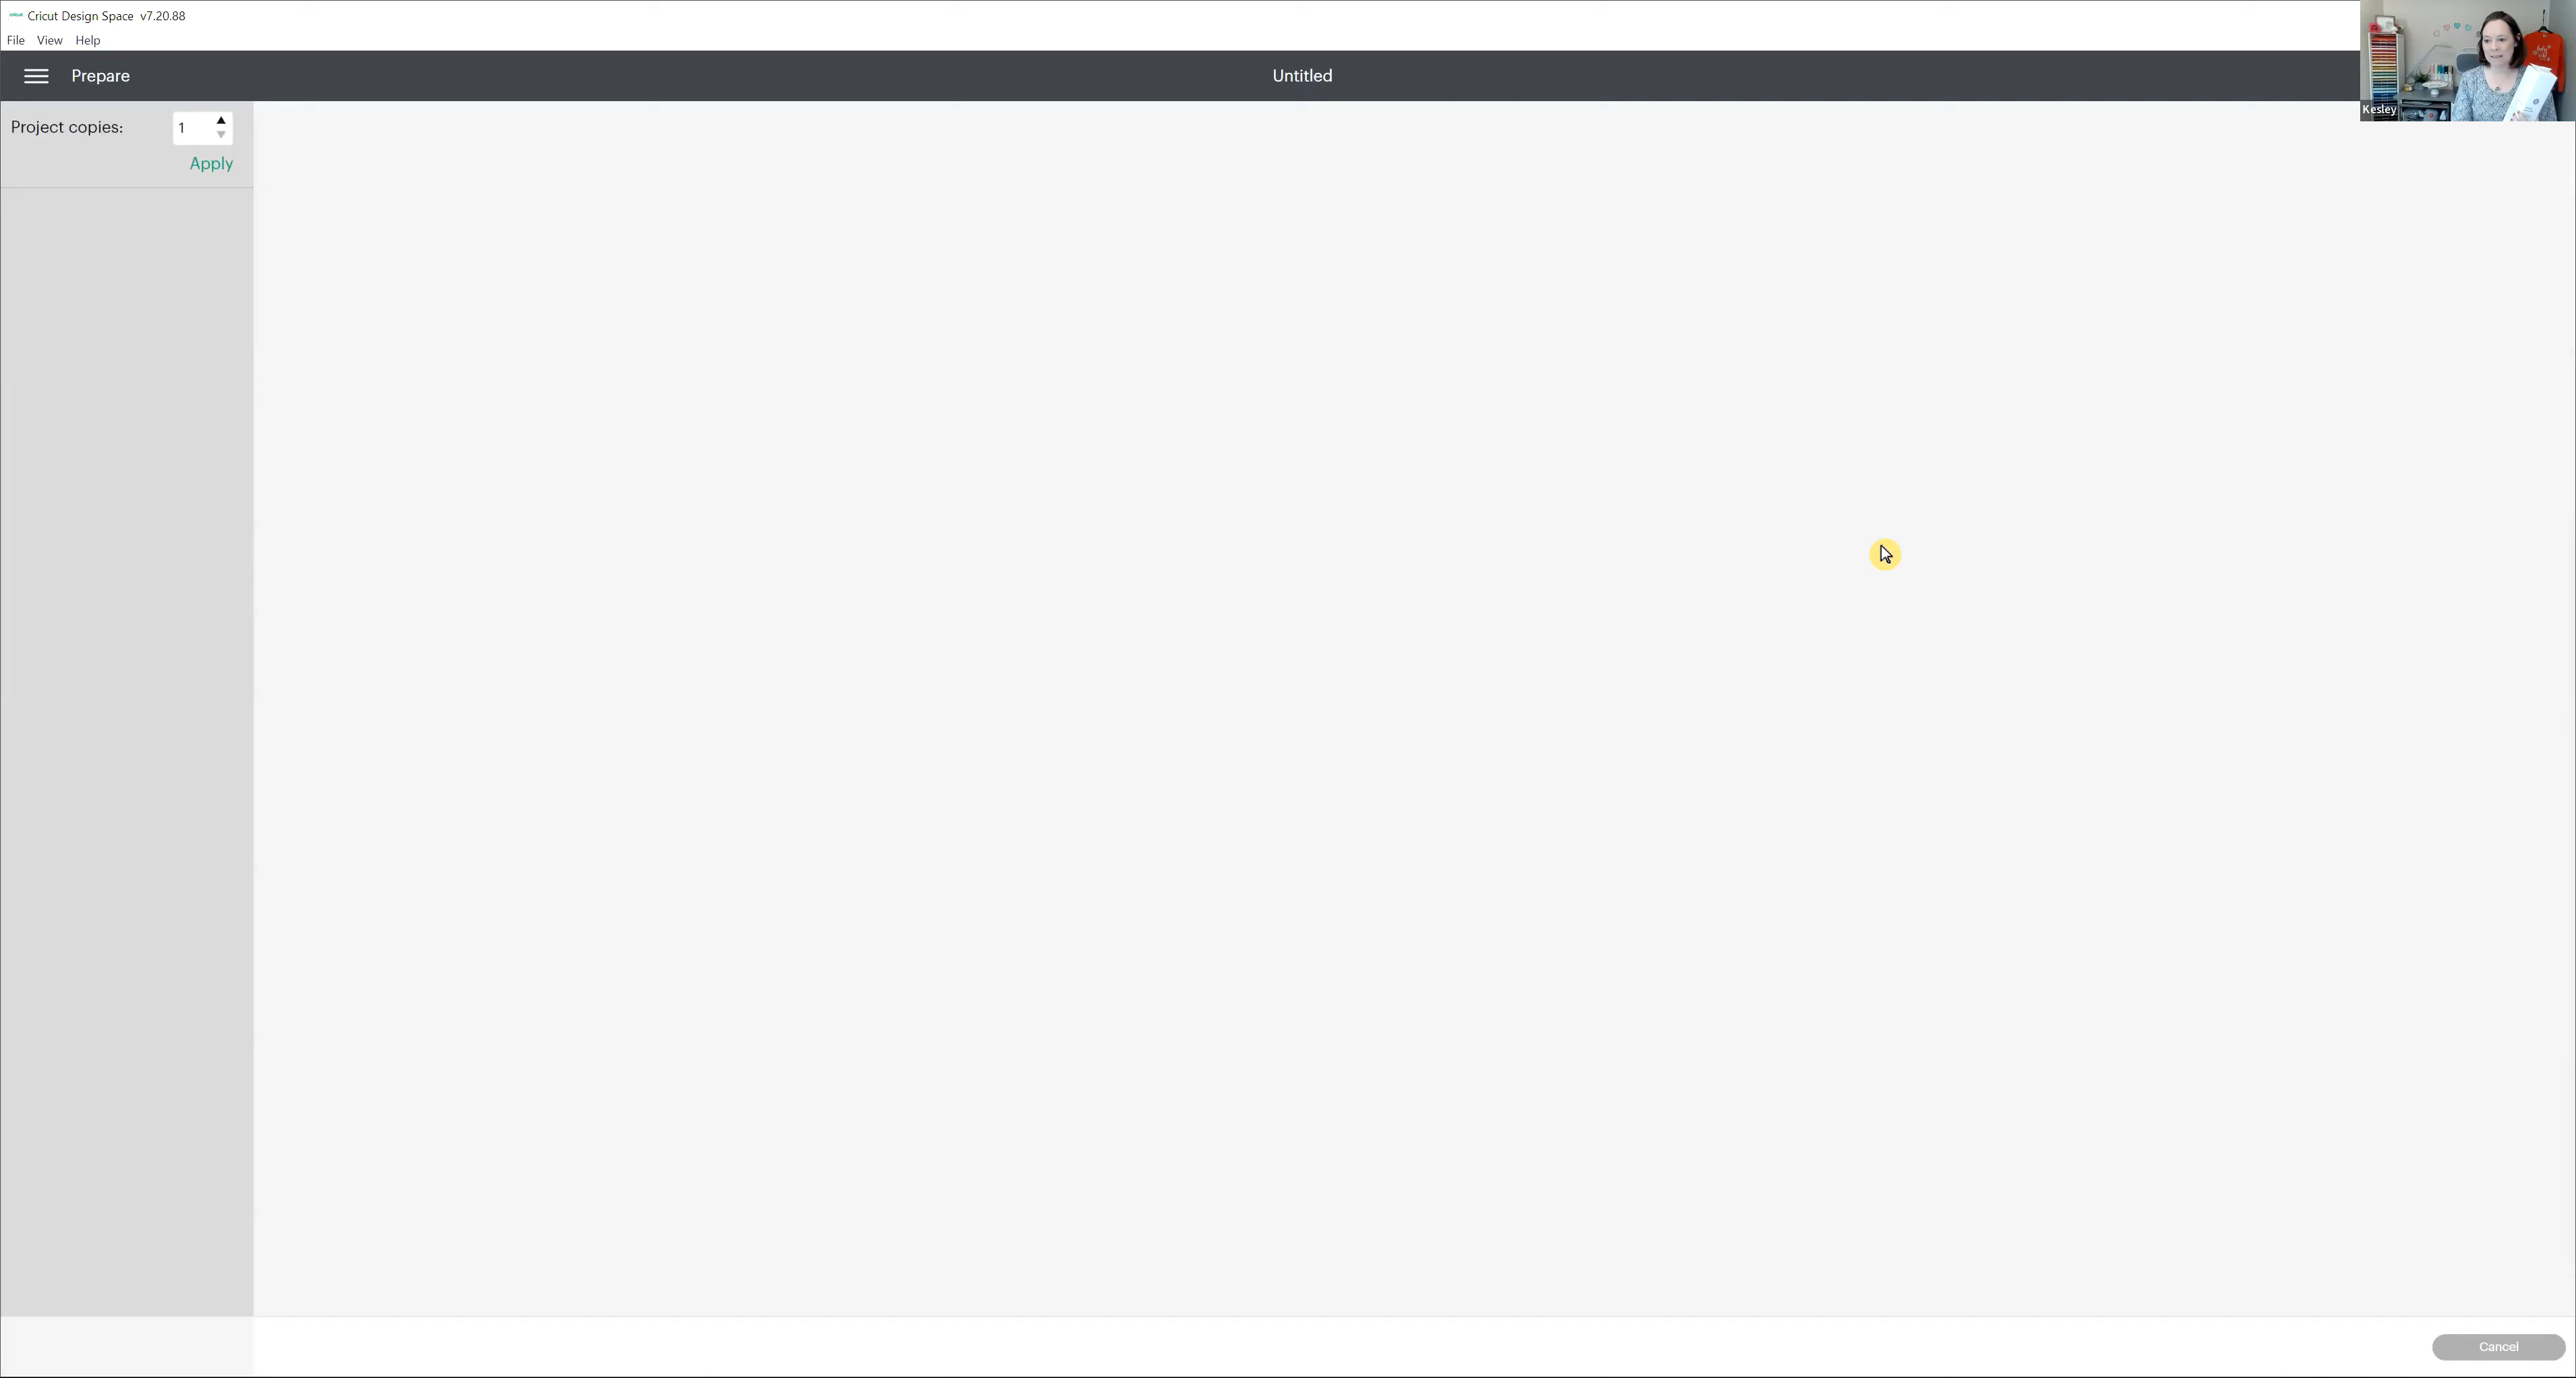 Cricut Design Space v7.20.88
File View Help
Prepare
Untitled
Project copies:
1
Apply
Kesley
Cancel